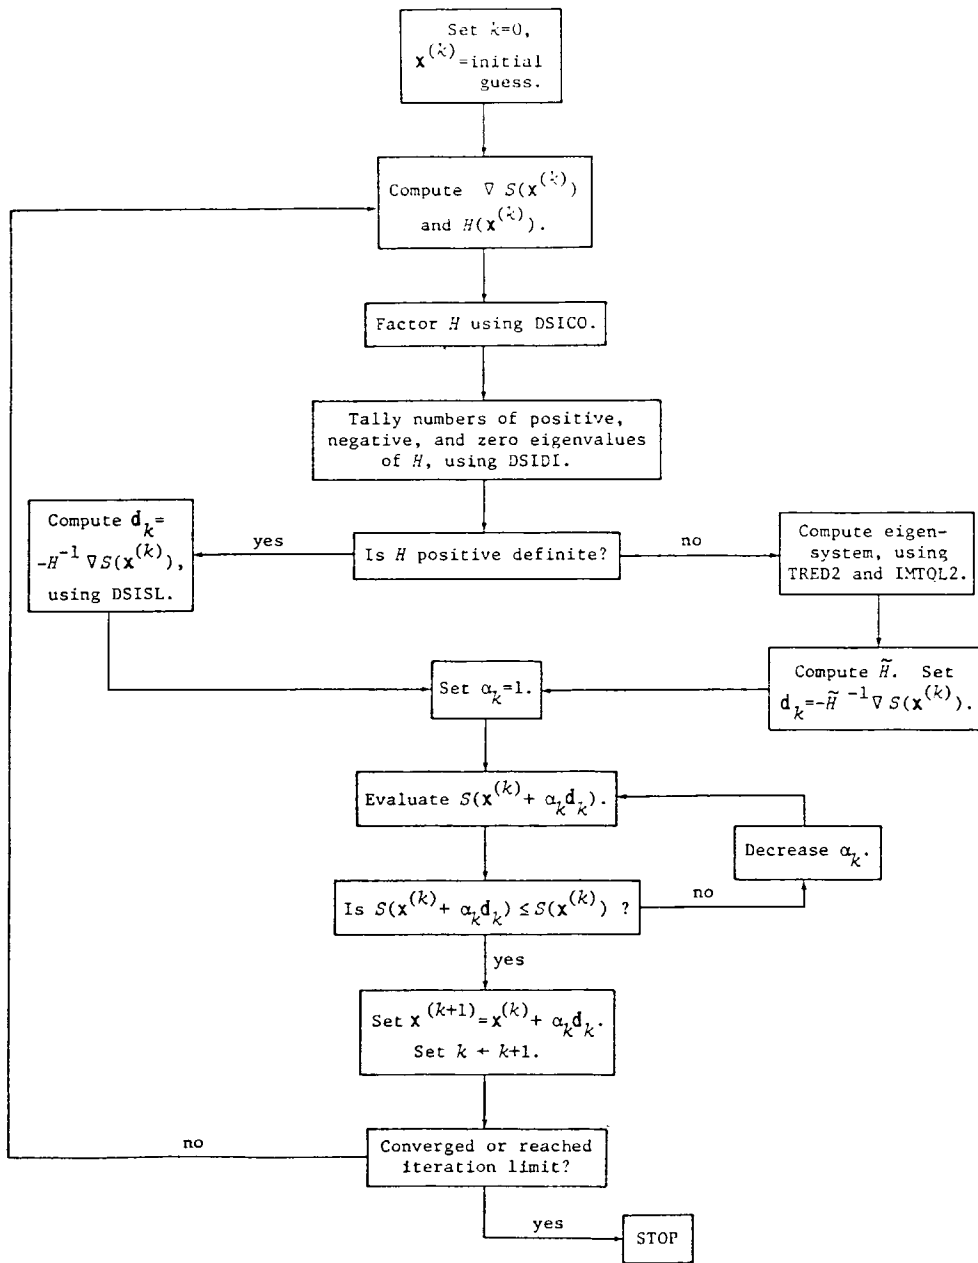 Set k=0,
x^(k)=initial
guess.
Compute ∇ S(x^(k))
and H(x^(k)).
Factor H using DSICO.
Tally numbers of positive,
negative, and zero eigenvalues
of H, using DSIDI.
Compute d_k=
-H^-1 ∇S(x^(k)),
using DSISL.
yes
Is H positive definite?
no
Compute eigen-
system, using
TRED2 and IMTQL2.
Set α_k=1.
Compute H̃. Set
d_k=-H̃^-1 ∇ S(x^(k)).
Evaluate S(x^(k)+ α_k d_k).
Decrease α_k.
Is S(x^(k)+ α_k d_k) ≤ S(x^(k)) ?
no
yes
Set x^(k+1)=x^(k)+ α_k d_k.
Set k ← k+1.
no
Converged or reached
iteration limit?
yes
STOP